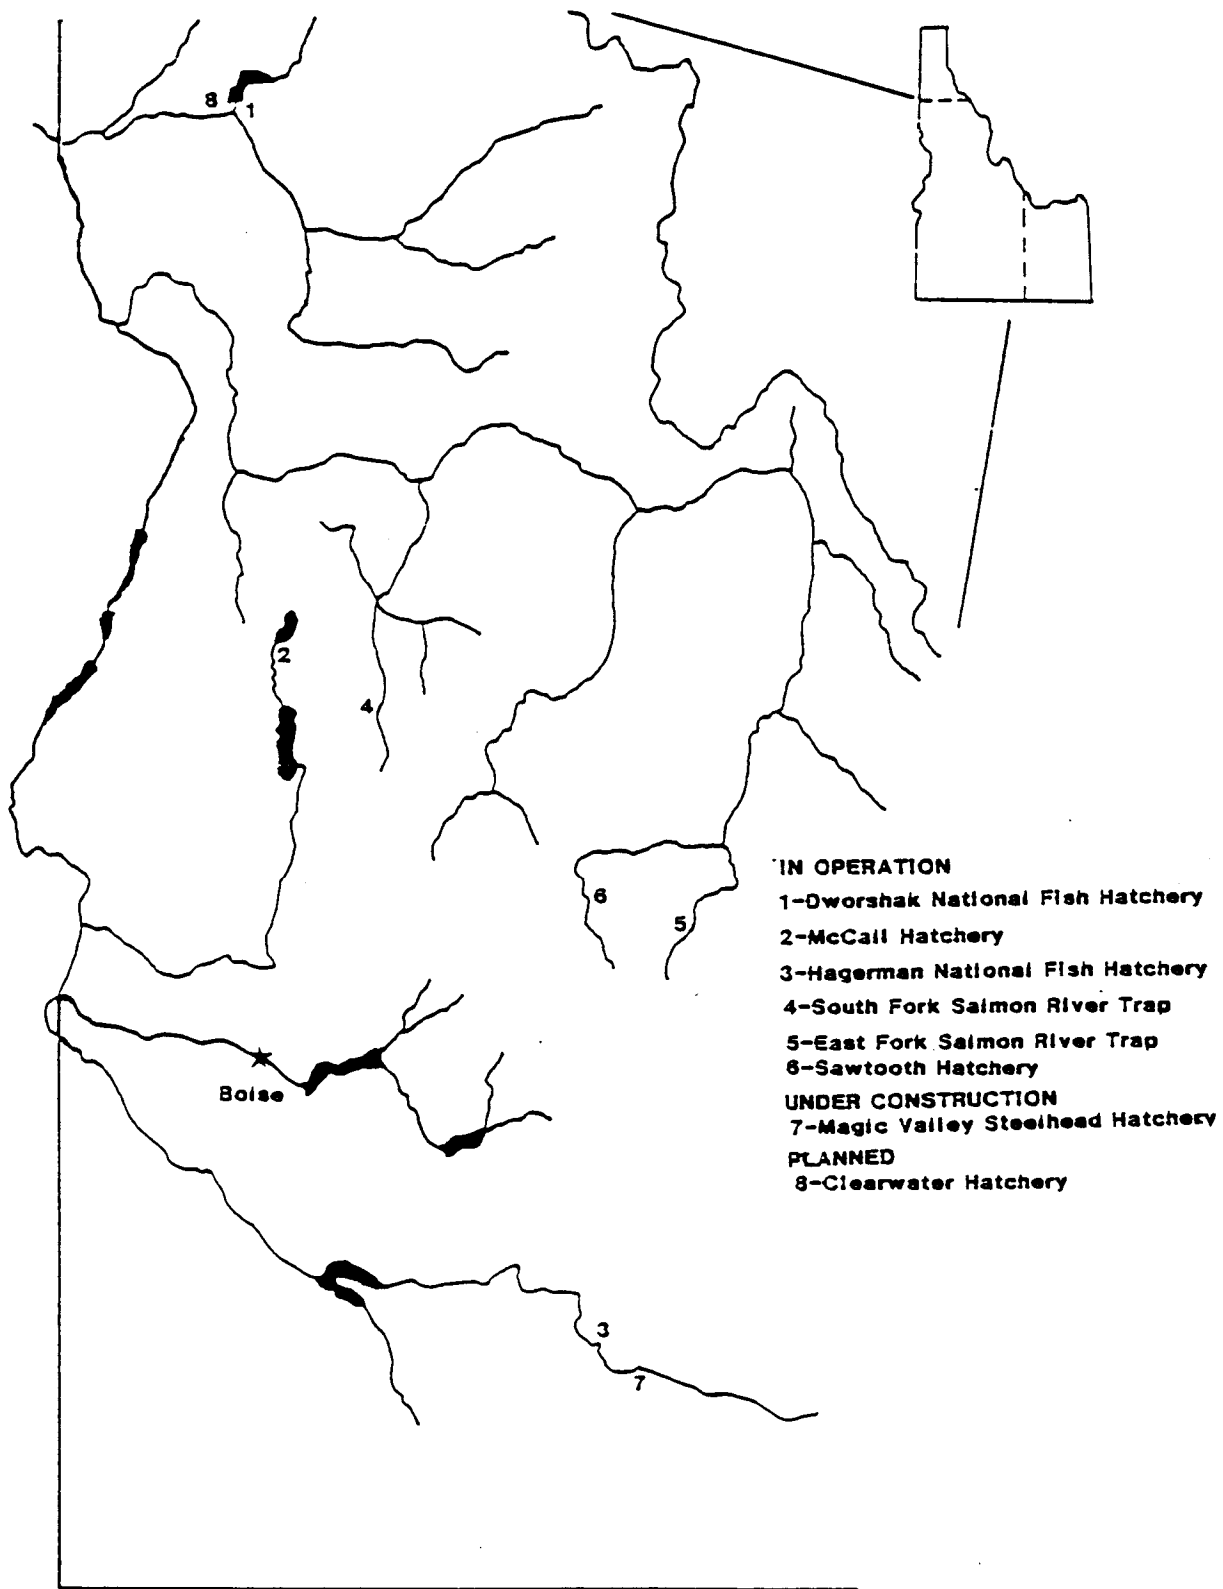 8
1
2
4
6
5
Boise
3
7
IN OPERATION
1-Dworshak National Fish Hatchery
2-McCall Hatchery
3-Hagerman National Fish Hatchery
4-South Fork Salmon River Trap
5-East Fork Salmon River Trap
6-Sawtooth Hatchery
UNDER CONSTRUCTION
7-Magic Valley Steelhead Hatchery
PLANNED
8-Clearwater Hatchery